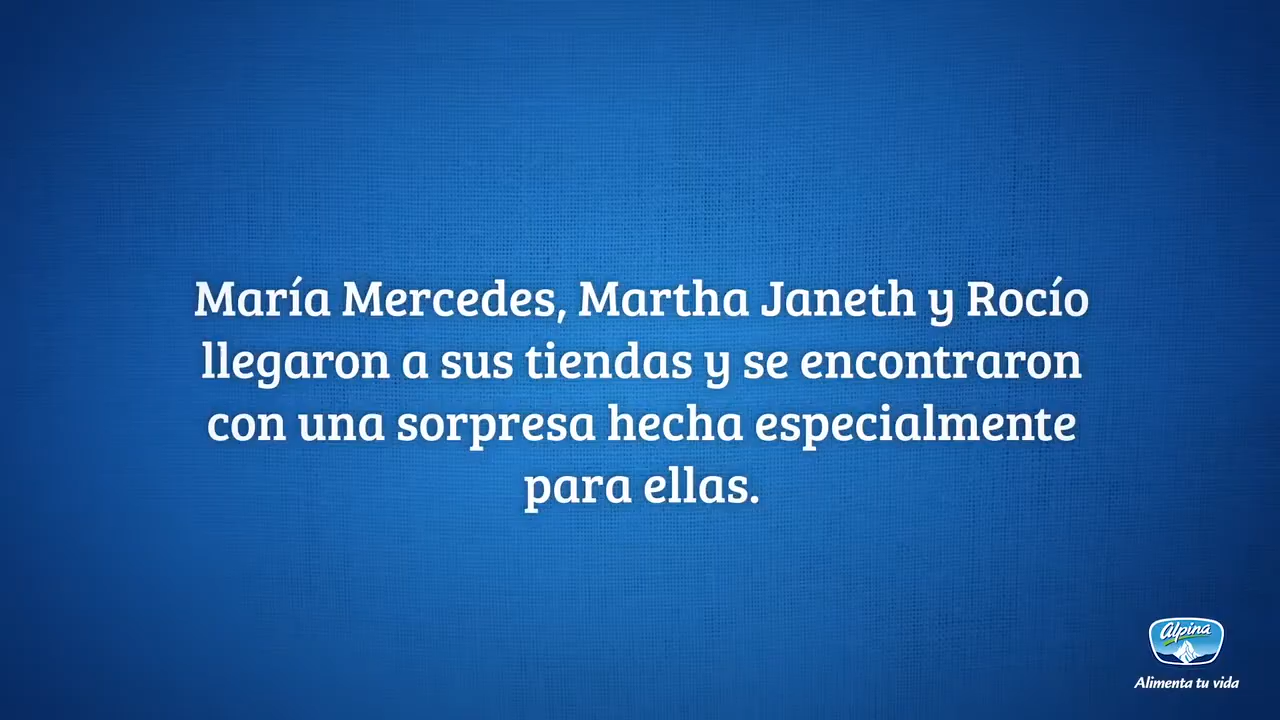 María Mercedes, Martha Janeth y Rocío
llegaron a sus tiendas y se encontraron
con una sorpresa hecha especialmente
para ellas.
Alpina
Alimenta tu vida